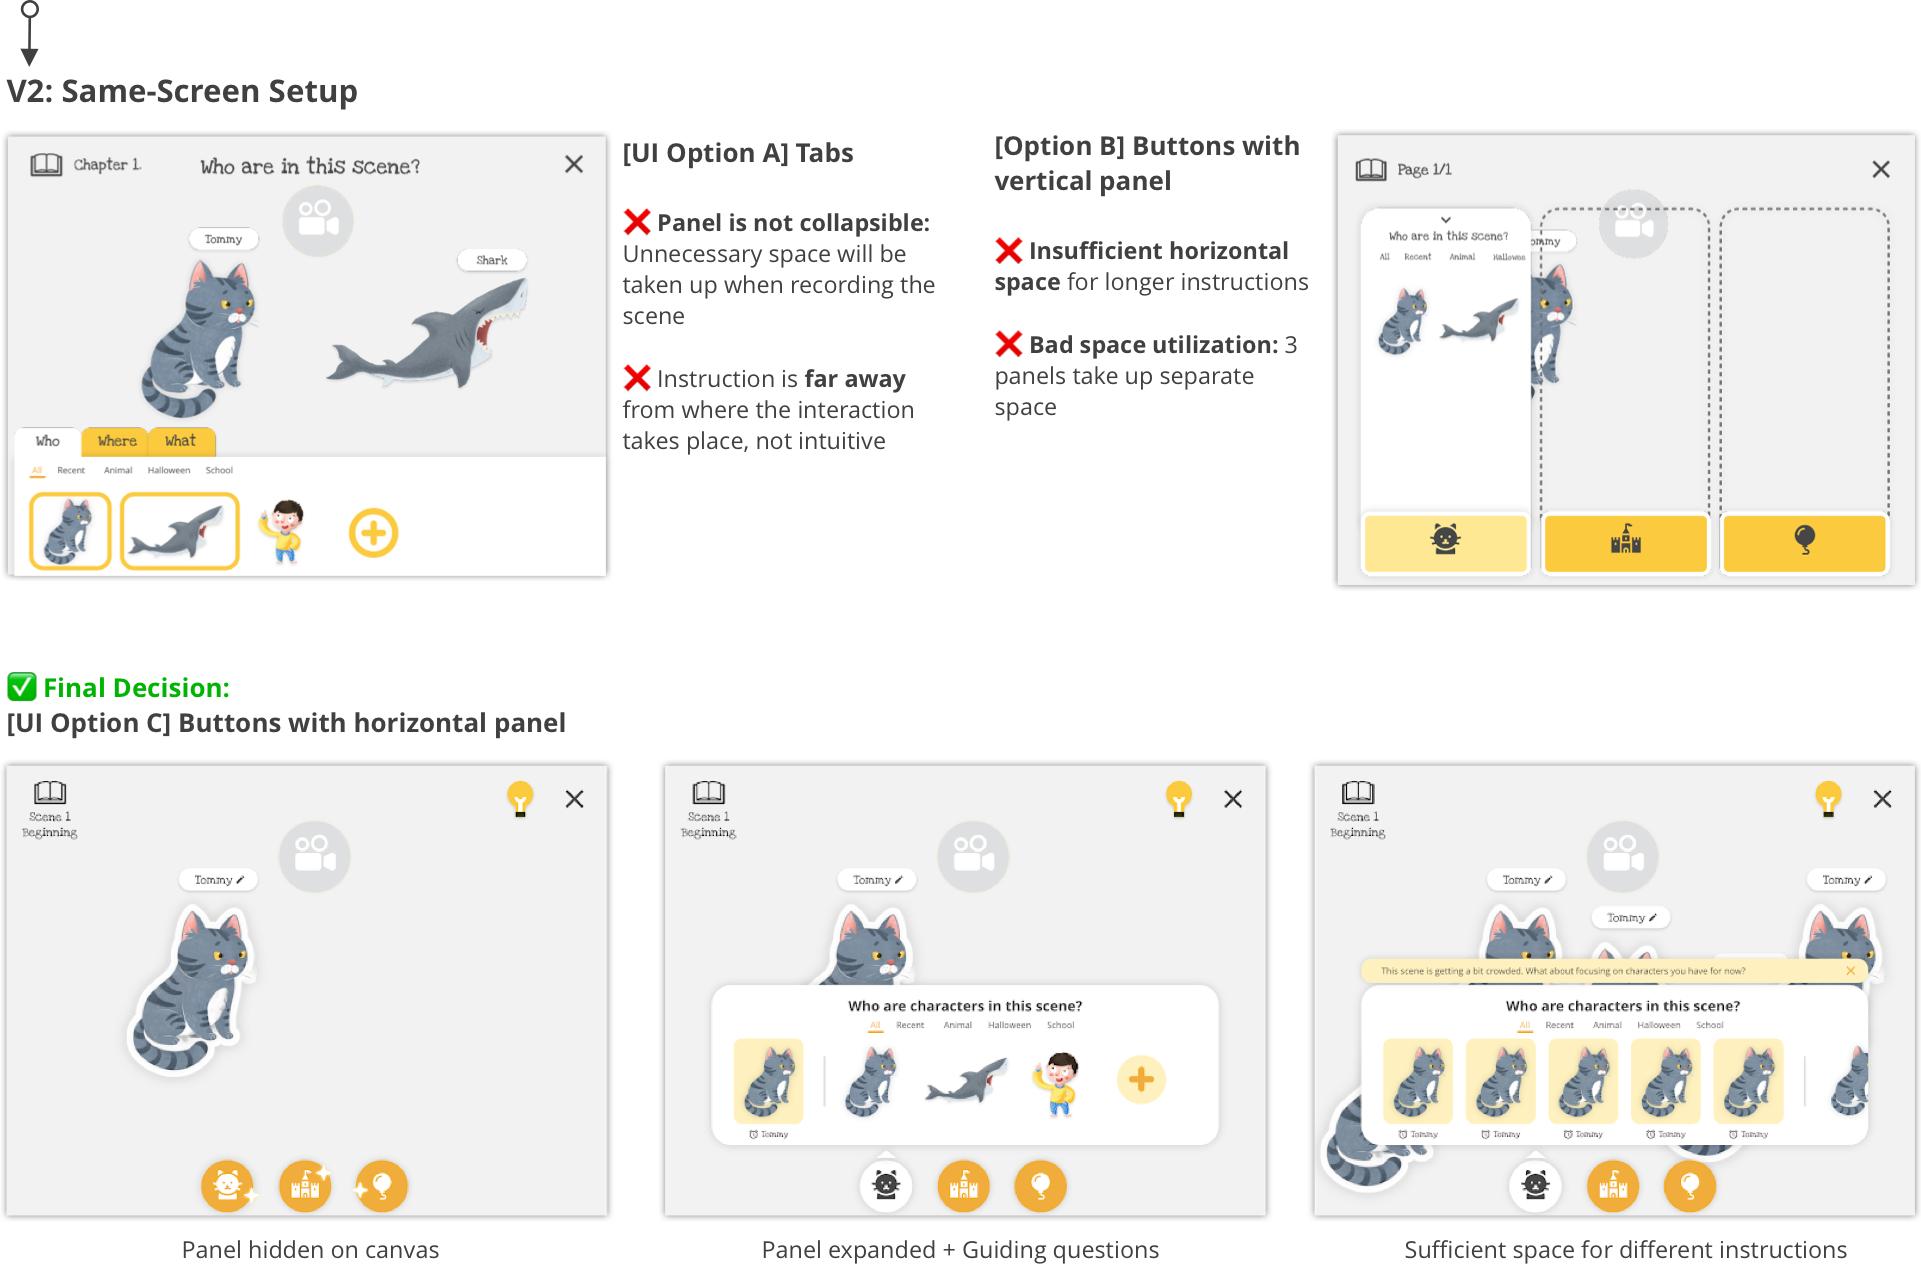 V2: Same-Screen Setup
Chapter 1.
Who are in this scene?
Tommy
Shark
Who
Where
What
All
Recent
Animal
Halloween
School
[UI Option A] Tabs
❌ Panel is not collapsible:
Unnecessary space will be
taken up when recording the
scene
❌ Instruction is far away
from where the interaction
takes place, not intuitive
[Option B] Buttons with
vertical panel
❌ Insufficient horizontal
space for longer instructions
❌ Bad space utilization: 3
panels take up separate
space
Page 1/1
Who are in this scene?
ommy
All
Recent
Animal
Hallowee
✅ Final Decision:
[UI Option C] Buttons with horizontal panel
Scene 1
Beginning
Tommy
Panel hidden on canvas
Scene 1
Beginning
Tommy
Who are characters in this scene?
All
Recent
Animal
Halloween
School
Tommy
Panel expanded + Guiding questions
Scene 1
Beginning
Tommy
Tommy
Tommy
This scene is getting a bit crowded. What about focusing on characters you have for now?
Who are characters in this scene?
All
Recent
Animal
Halloween
School
Tommy
Tommy
Tommy
Tommy
Tommy
Sufficient space for different instructions